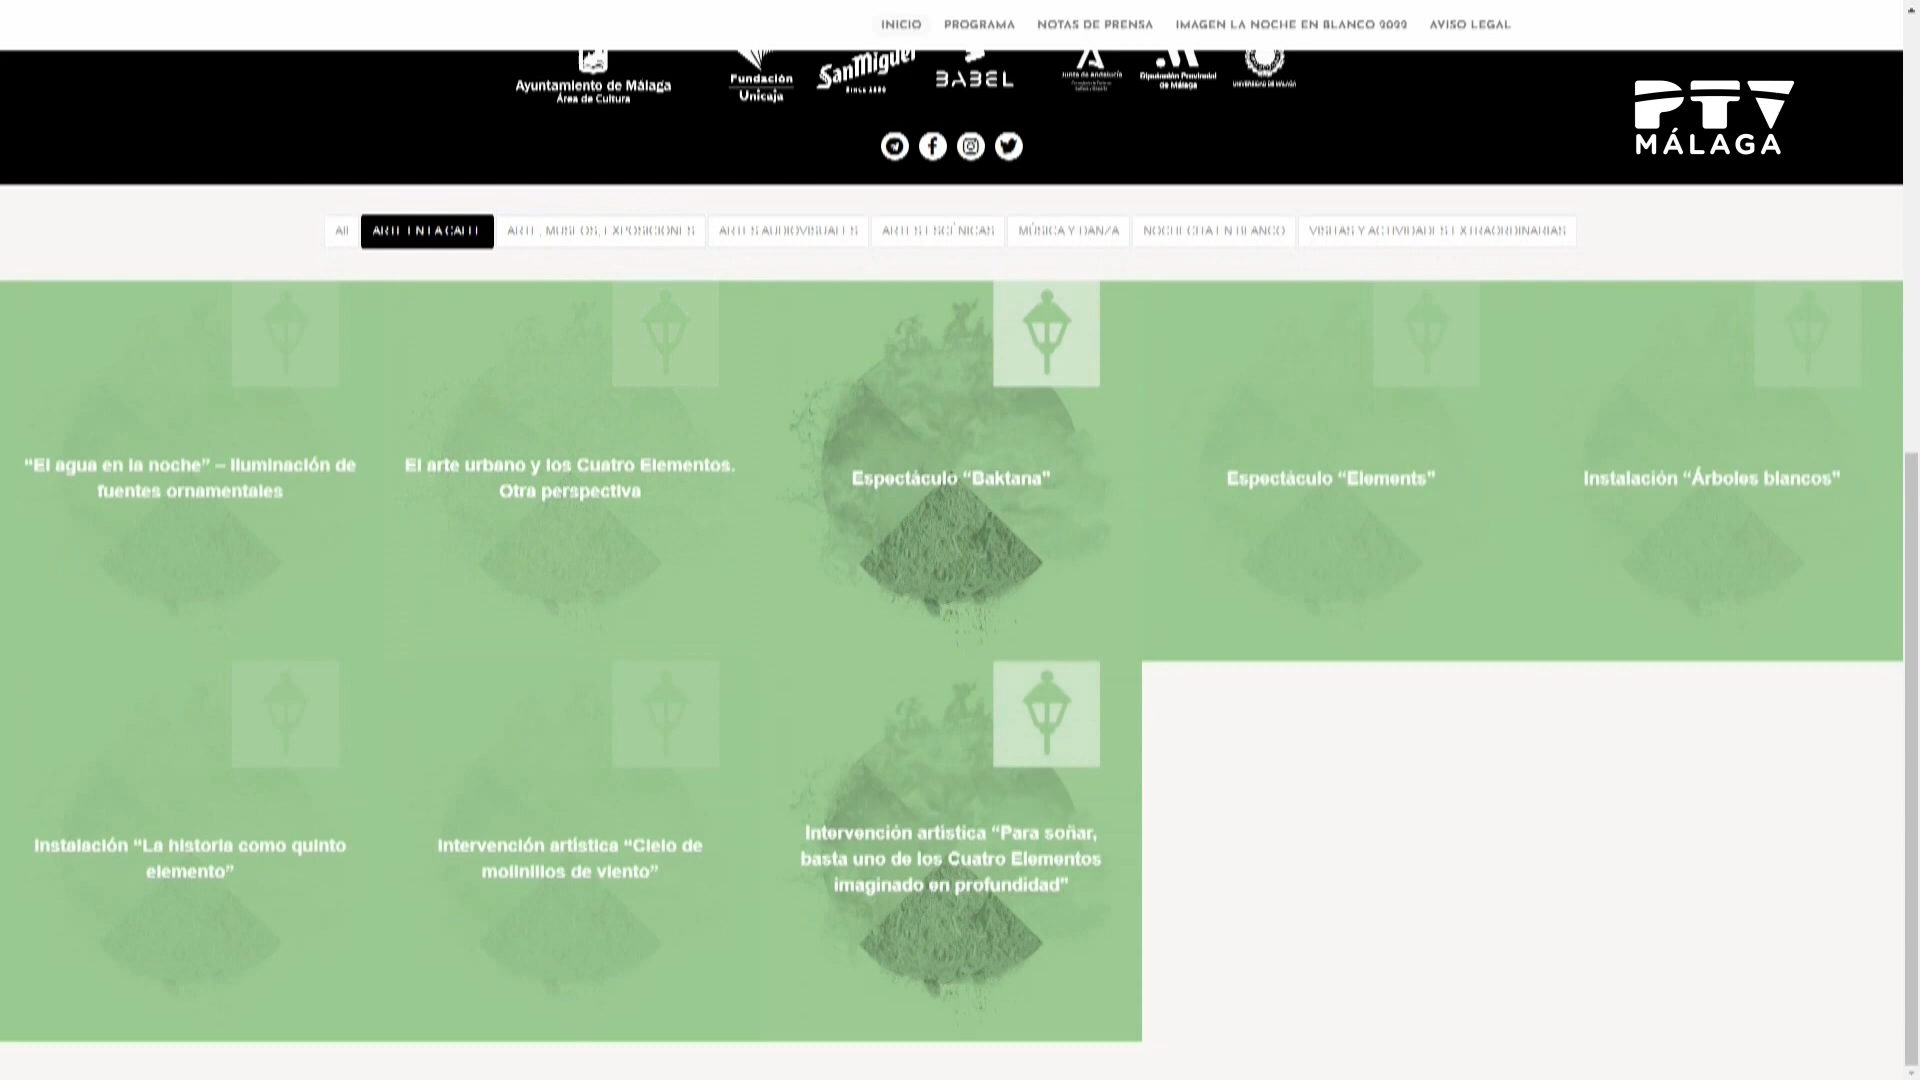 INICIO PROGRAMA NOTAS DE PRENSA IMAGEN LA NOCHE EN BLANCO 2022 AVISO LEGAL
Ayuntamiento de Málaga
Área de Cultura
Fundación
Unicaja
SanMiguel
SINCE 1890
BABEL
Junta de Andalucía
Diputación Provincial
de Málaga
UNIVERSIDAD DE MÁLAGA
PTV
MÁLAGA
All ARTE EN LA CALLE ARTE, MUSEOS, EXPOSICIONES ARTES AUDIOVISUALES ARTES ESCÉNICAS MÚSICA Y DANZA NOCHECITA EN BLANCO VISITAS Y ACTIVIDADES EXTRAORDINARIAS
“El agua en la noche” – Iluminación de
fuentes ornamentales
El arte urbano y los Cuatro Elementos.
Otra perspectiva
Espectáculo “Baktana”
Espectáculo “Elements”
Instalación “Árboles blancos”
Instalación “La historia como quinto
elemento”
Intervención artística “Cielo de
molinillos de viento”
Intervención artística “Para soñar,
basta uno de los Cuatro Elementos
imaginado en profundidad”